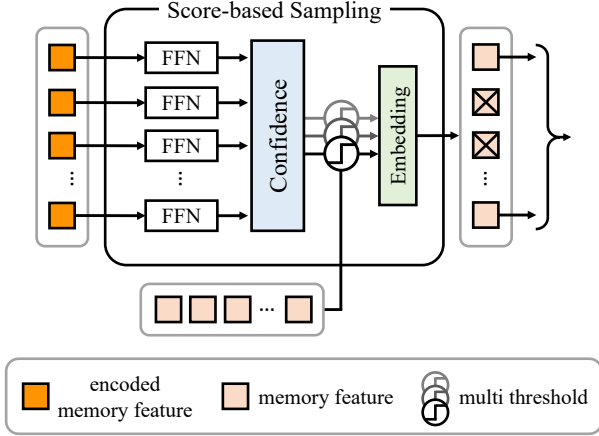 Score-based Sampling
FFN
FFN
FFN
...
FFN
...
Confidence
Embedding
...
...
encoded
memory feature
memory feature
multi threshold